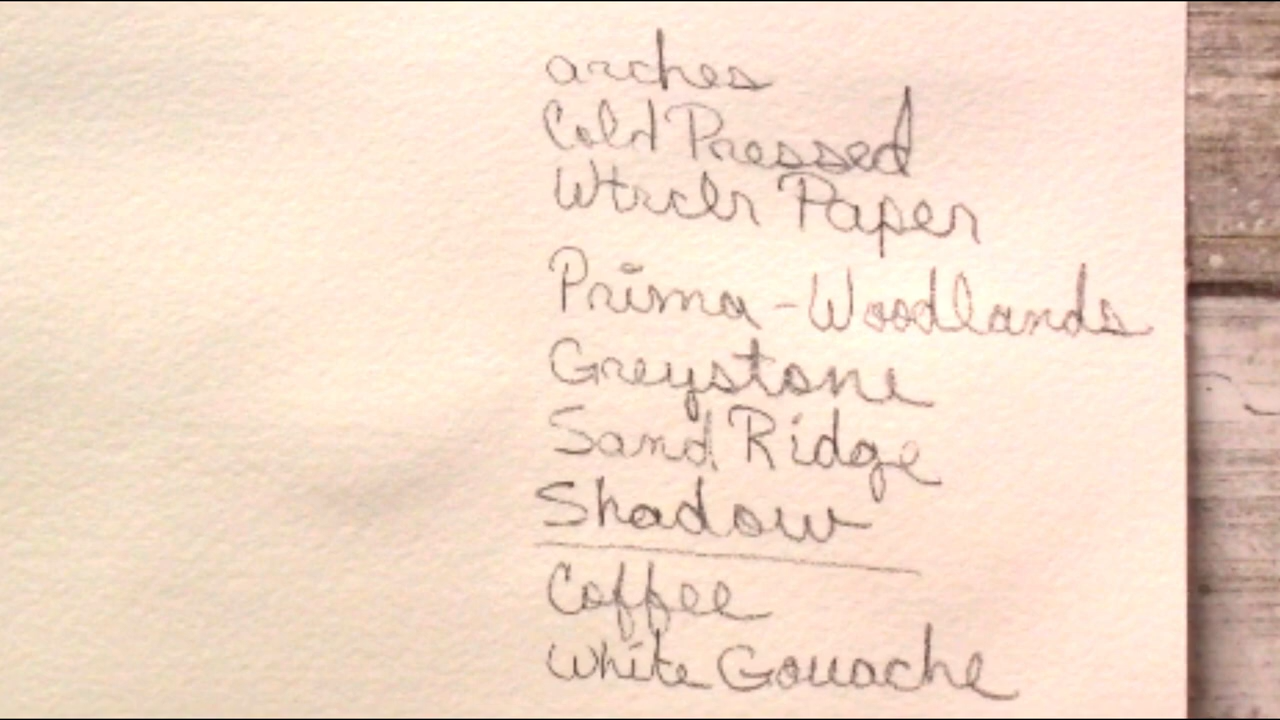 arches
Cold Pressed
Wtrclr Paper
Prima - Woodlands
Greystone
Sand Ridge
Shadow
Coffee
White Gouache